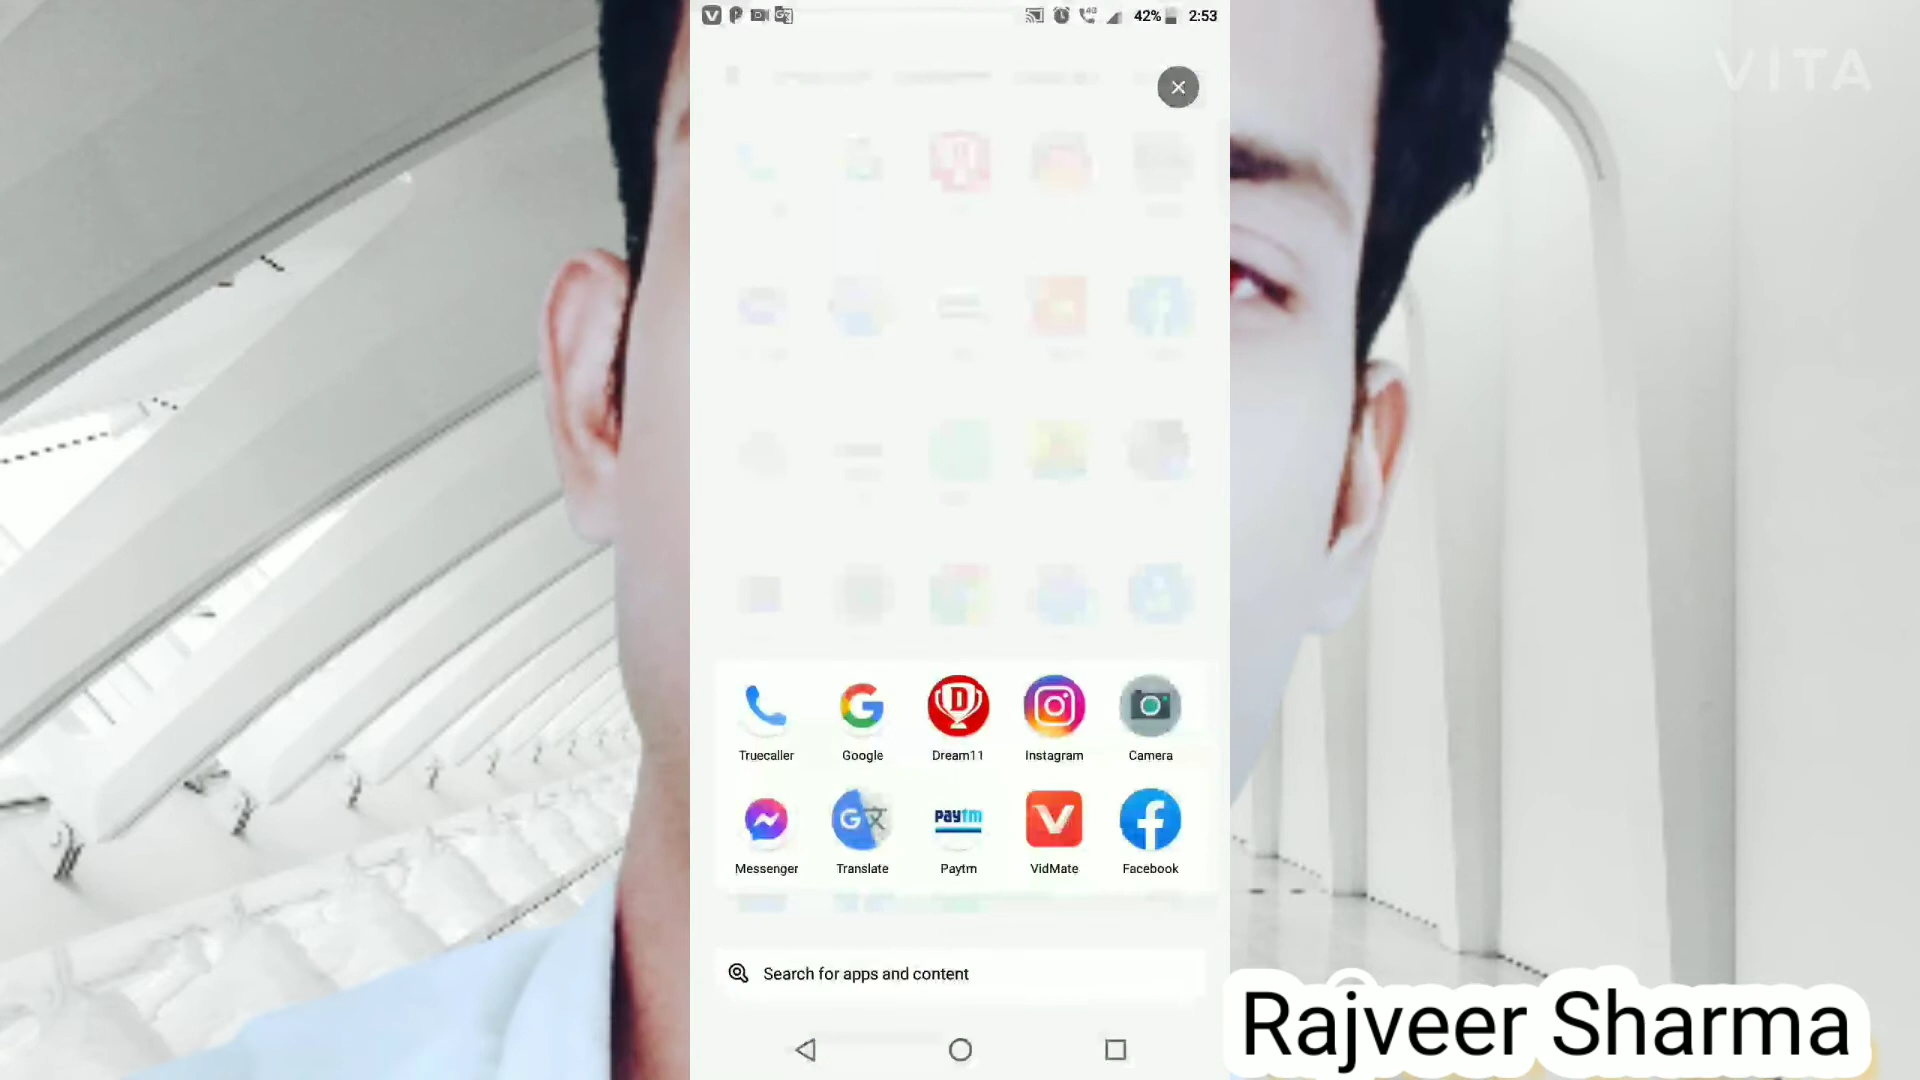 42% 2:53
VITA
Truecaller Google Dream11 Instagram Camera
Messenger Translate Paytm VidMate Facebook
Search for apps and content
Rajveer Sharma